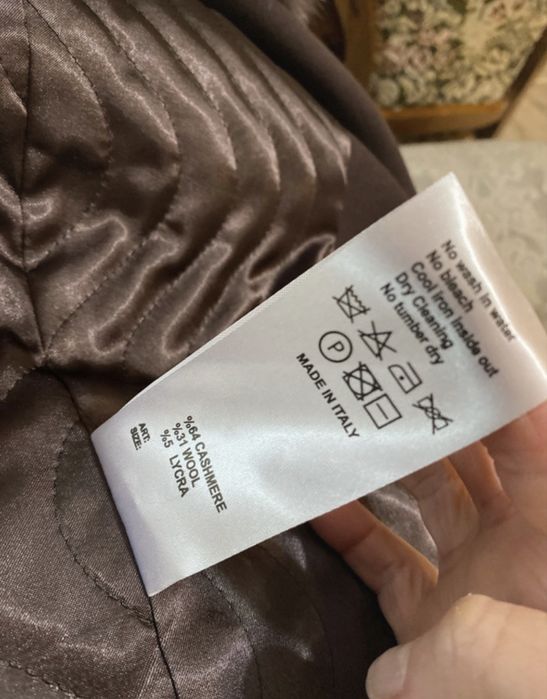 No wash in water
No bleach
Cool iron inside out
Dry Cleaning
No tumber dry
P
MADE IN ITALY
%64 CASHMERE
%31 WOOL
%5 LYCRA
ART:
SIZE: